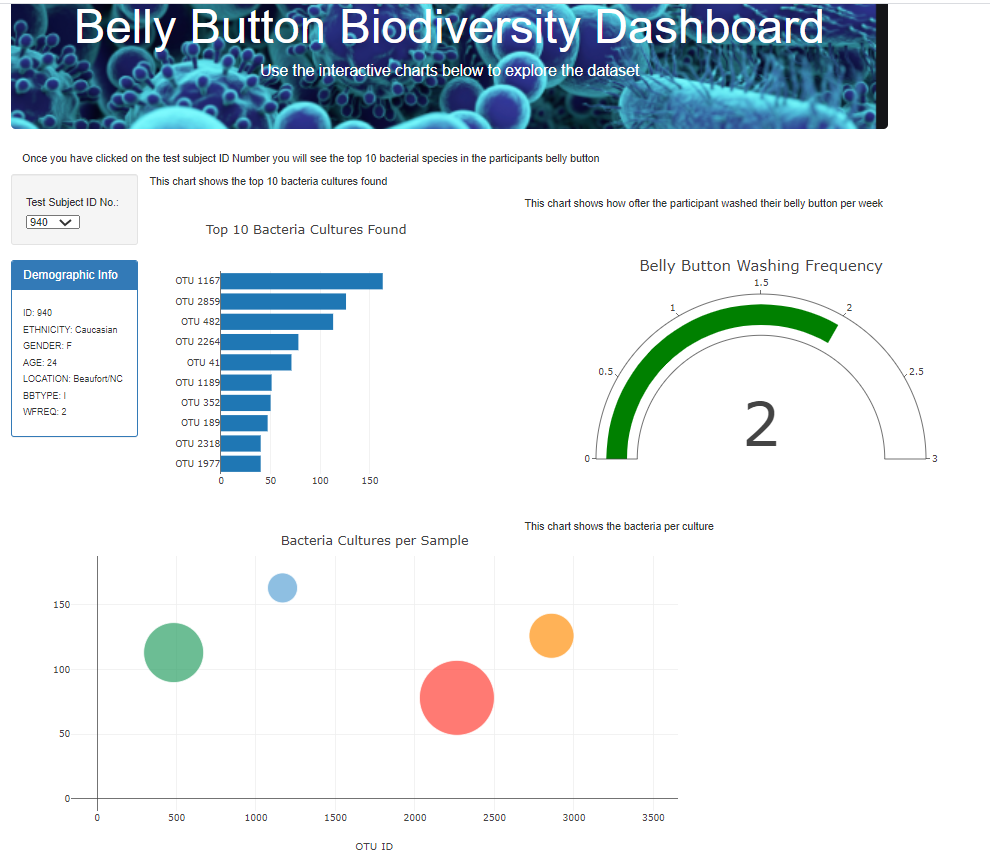 Belly Button Biodiversity Dashboard
Use the interactive charts below to explore the dataset
Once you have clicked on the test subject ID Number you will see the top 10 bacterial species in the participants belly button
Test Subject ID No.:
940
Demographic Info
ID: 940
ETHNICITY: Caucasian
GENDER: F
AGE: 24
LOCATION: Beaufort/NC
BBTYPE: I
WFREQ: 2
This chart shows the top 10 bacteria cultures found
Top 10 Bacteria Cultures Found
OTU 1167
OTU 2859
OTU 482
OTU 2264
OTU 41
OTU 1189
OTU 352
OTU 189
OTU 2318
OTU 1977
0 50 100 150
This chart shows how ofter the participant washed their belly button per week
Belly Button Washing Frequency
1.5
1 2
0.5 2.5
2
0 3
This chart shows the bacteria per culture
Bacteria Cultures per Sample
150
100
50
0
0 500 1000 1500 2000 2500 3000 3500
OTU ID